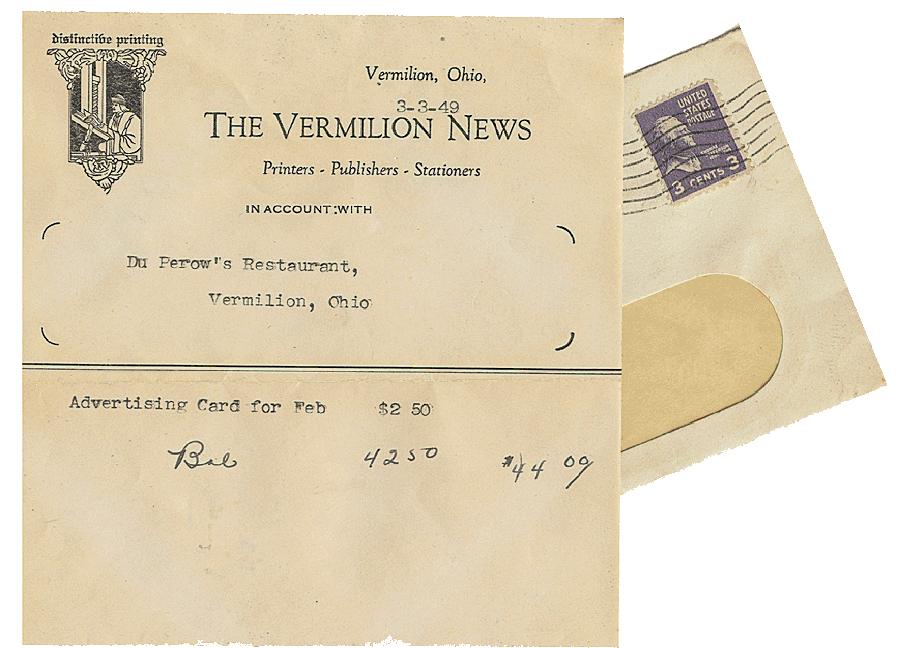 distinctive printing
Vermilion, Ohio,
3-3-49
THE VERMILION NEWS
Printers - Publishers - Stationers
IN ACCOUNT WITH
Du Perow's Restaurant,
Vermilion, Ohio
Advertising Card for Feb $2 50
Bal 42 50 $44 00
UNITED
STATES
POSTAGE
3 CENTS 3